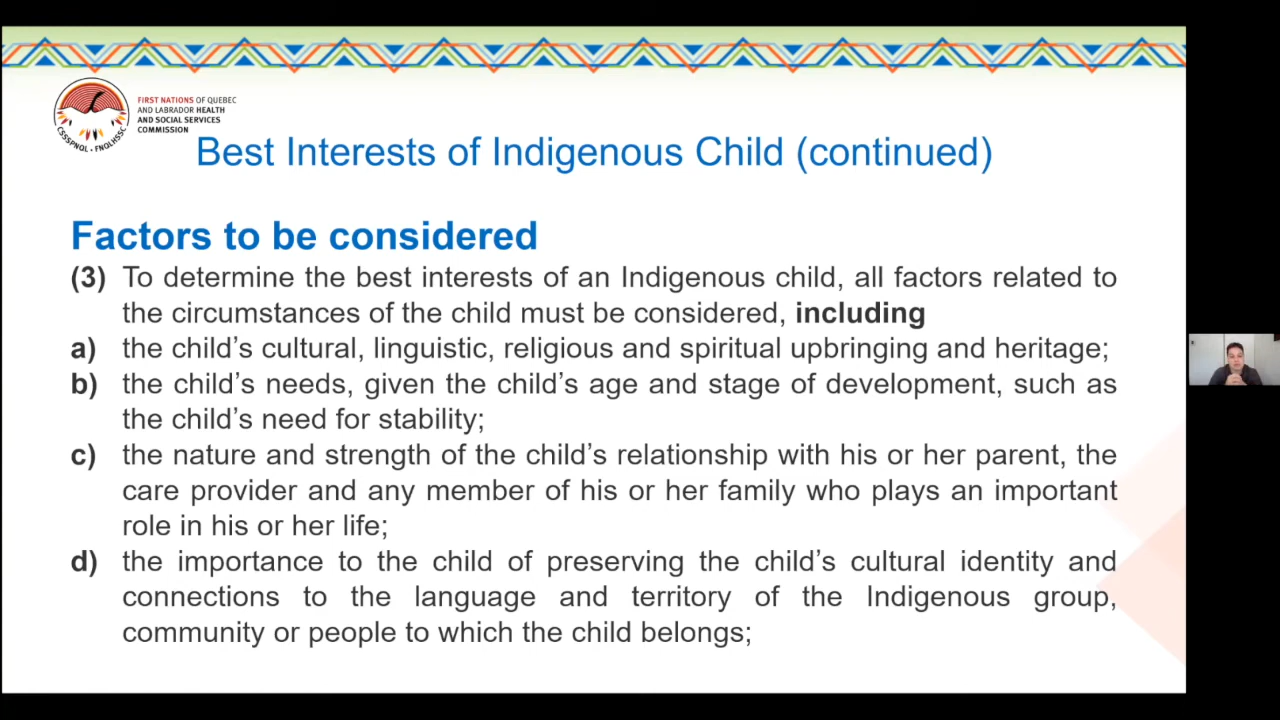 FIRST NATIONS OF QUEBEC
AND LABRADOR HEALTH
AND SOCIAL SERVICES
COMMISSION
CSSSPNQL • FNQLHSSC
Best Interests of Indigenous Child (continued)
Factors to be considered
(3) To determine the best interests of an Indigenous child, all factors related to
the circumstances of the child must be considered, including
a) the child’s cultural, linguistic, religious and spiritual upbringing and heritage;
b) the child’s needs, given the child’s age and stage of development, such as
the child’s need for stability;
c) the nature and strength of the child’s relationship with his or her parent, the
care provider and any member of his or her family who plays an important
role in his or her life;
d) the importance to the child of preserving the child’s cultural identity and
connections to the language and territory of the Indigenous group,
community or people to which the child belongs;